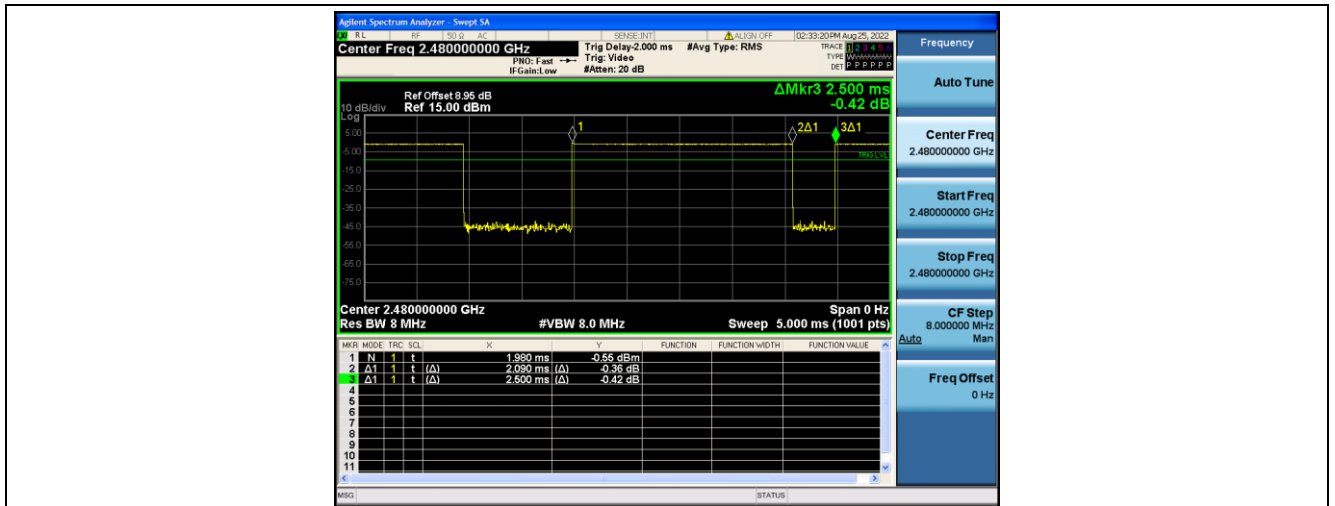 Agilent Spectrum Analyzer - Swept SA
RL RF 50 Ω AC SENSE:INT ALIGN OFF 02:33:20 PM Aug 25, 2022
Center Freq 2.480000000 GHz
PNO: Fast
IFGain:Low
Trig Delay-2.000 ms
Trig: Video
#Atten: 20 dB
#Avg Type: RMS
TRACE 1 2 3 4 5 6
TYPE
DET P P P P P P
Ref Offset 8.95 dB
10 dB/div Ref 15.00 dBm
ΔMkr3 2.500 ms
-0.42 dB
Log
1
2Δ1
3Δ1
5.00
-5.00
TRIG LVL
-15.0
-25.0
-35.0
-45.0
-55.0
-65.0
-75.0
Center 2.480000000 GHz Span 0 Hz
Res BW 8 MHz #VBW 8.0 MHz Sweep 5.000 ms (1001 pts)
MKR MODE TRC SCL X Y FUNCTION FUNCTION WIDTH FUNCTION VALUE
1 N 1 t 1.980 ms -0.55 dBm
2 Δ1 1 t (Δ) 2.090 ms (Δ) -0.36 dB
3 Δ1 1 t (Δ) 2.500 ms (Δ) -0.42 dB
4
5
6
7
8
9
10
11
MSG STATUS
Frequency
Auto Tune
Center Freq
2.480000000 GHz
Start Freq
2.480000000 GHz
Stop Freq
2.480000000 GHz
CF Step
8.000000 MHz
Auto Man
Freq Offset
0 Hz